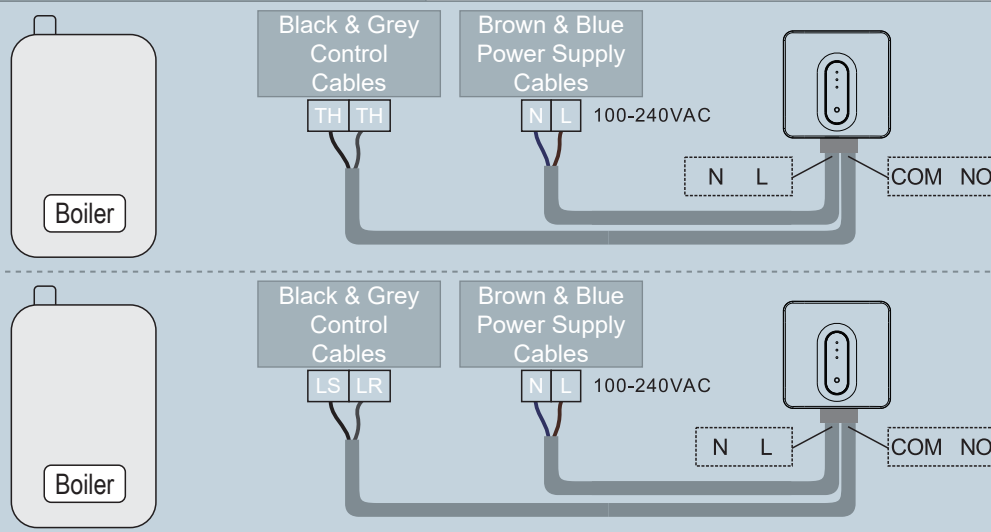 Black & Grey
Control
Cables
Brown & Blue
Power Supply
Cables
TH TH
N L
100-240VAC
N L
COM NO
Boiler
Black & Grey
Control
Cables
Brown & Blue
Power Supply
Cables
LS LR
N L
100-240VAC
N L
COM NO
Boiler